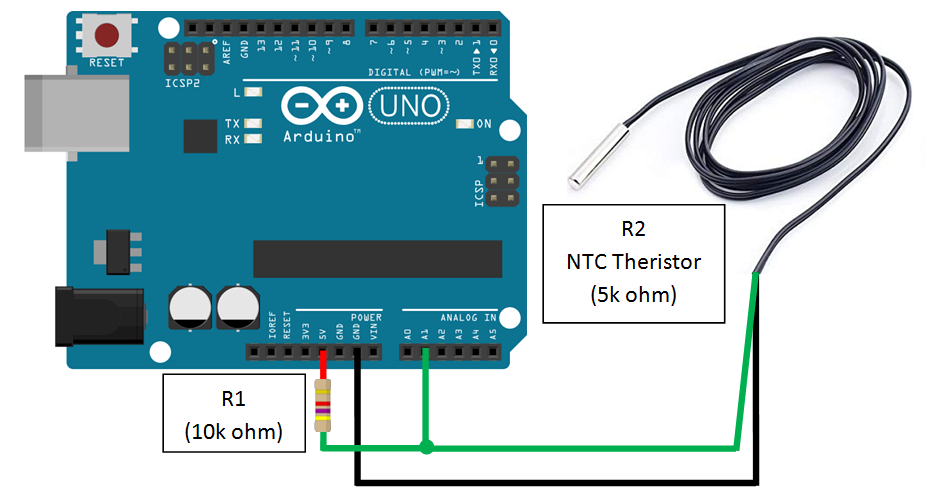 RESET
ICSP2
AREF
GND
13
12
~11
~10
~9
8
7
~6
~5
4
~3
2
TX0▶1
RX0◀0
DIGITAL (PWM=~)
L
TX
RX
UNO
Arduino™
ON
1
ICSP
R2
NTC Theristor
(5k ohm)
POWER
ANALOG IN
IOREF
RESET
3V3
5V
GND
GND
VIN
A0
A1
A2
A3
A4
A5
R1
(10k ohm)